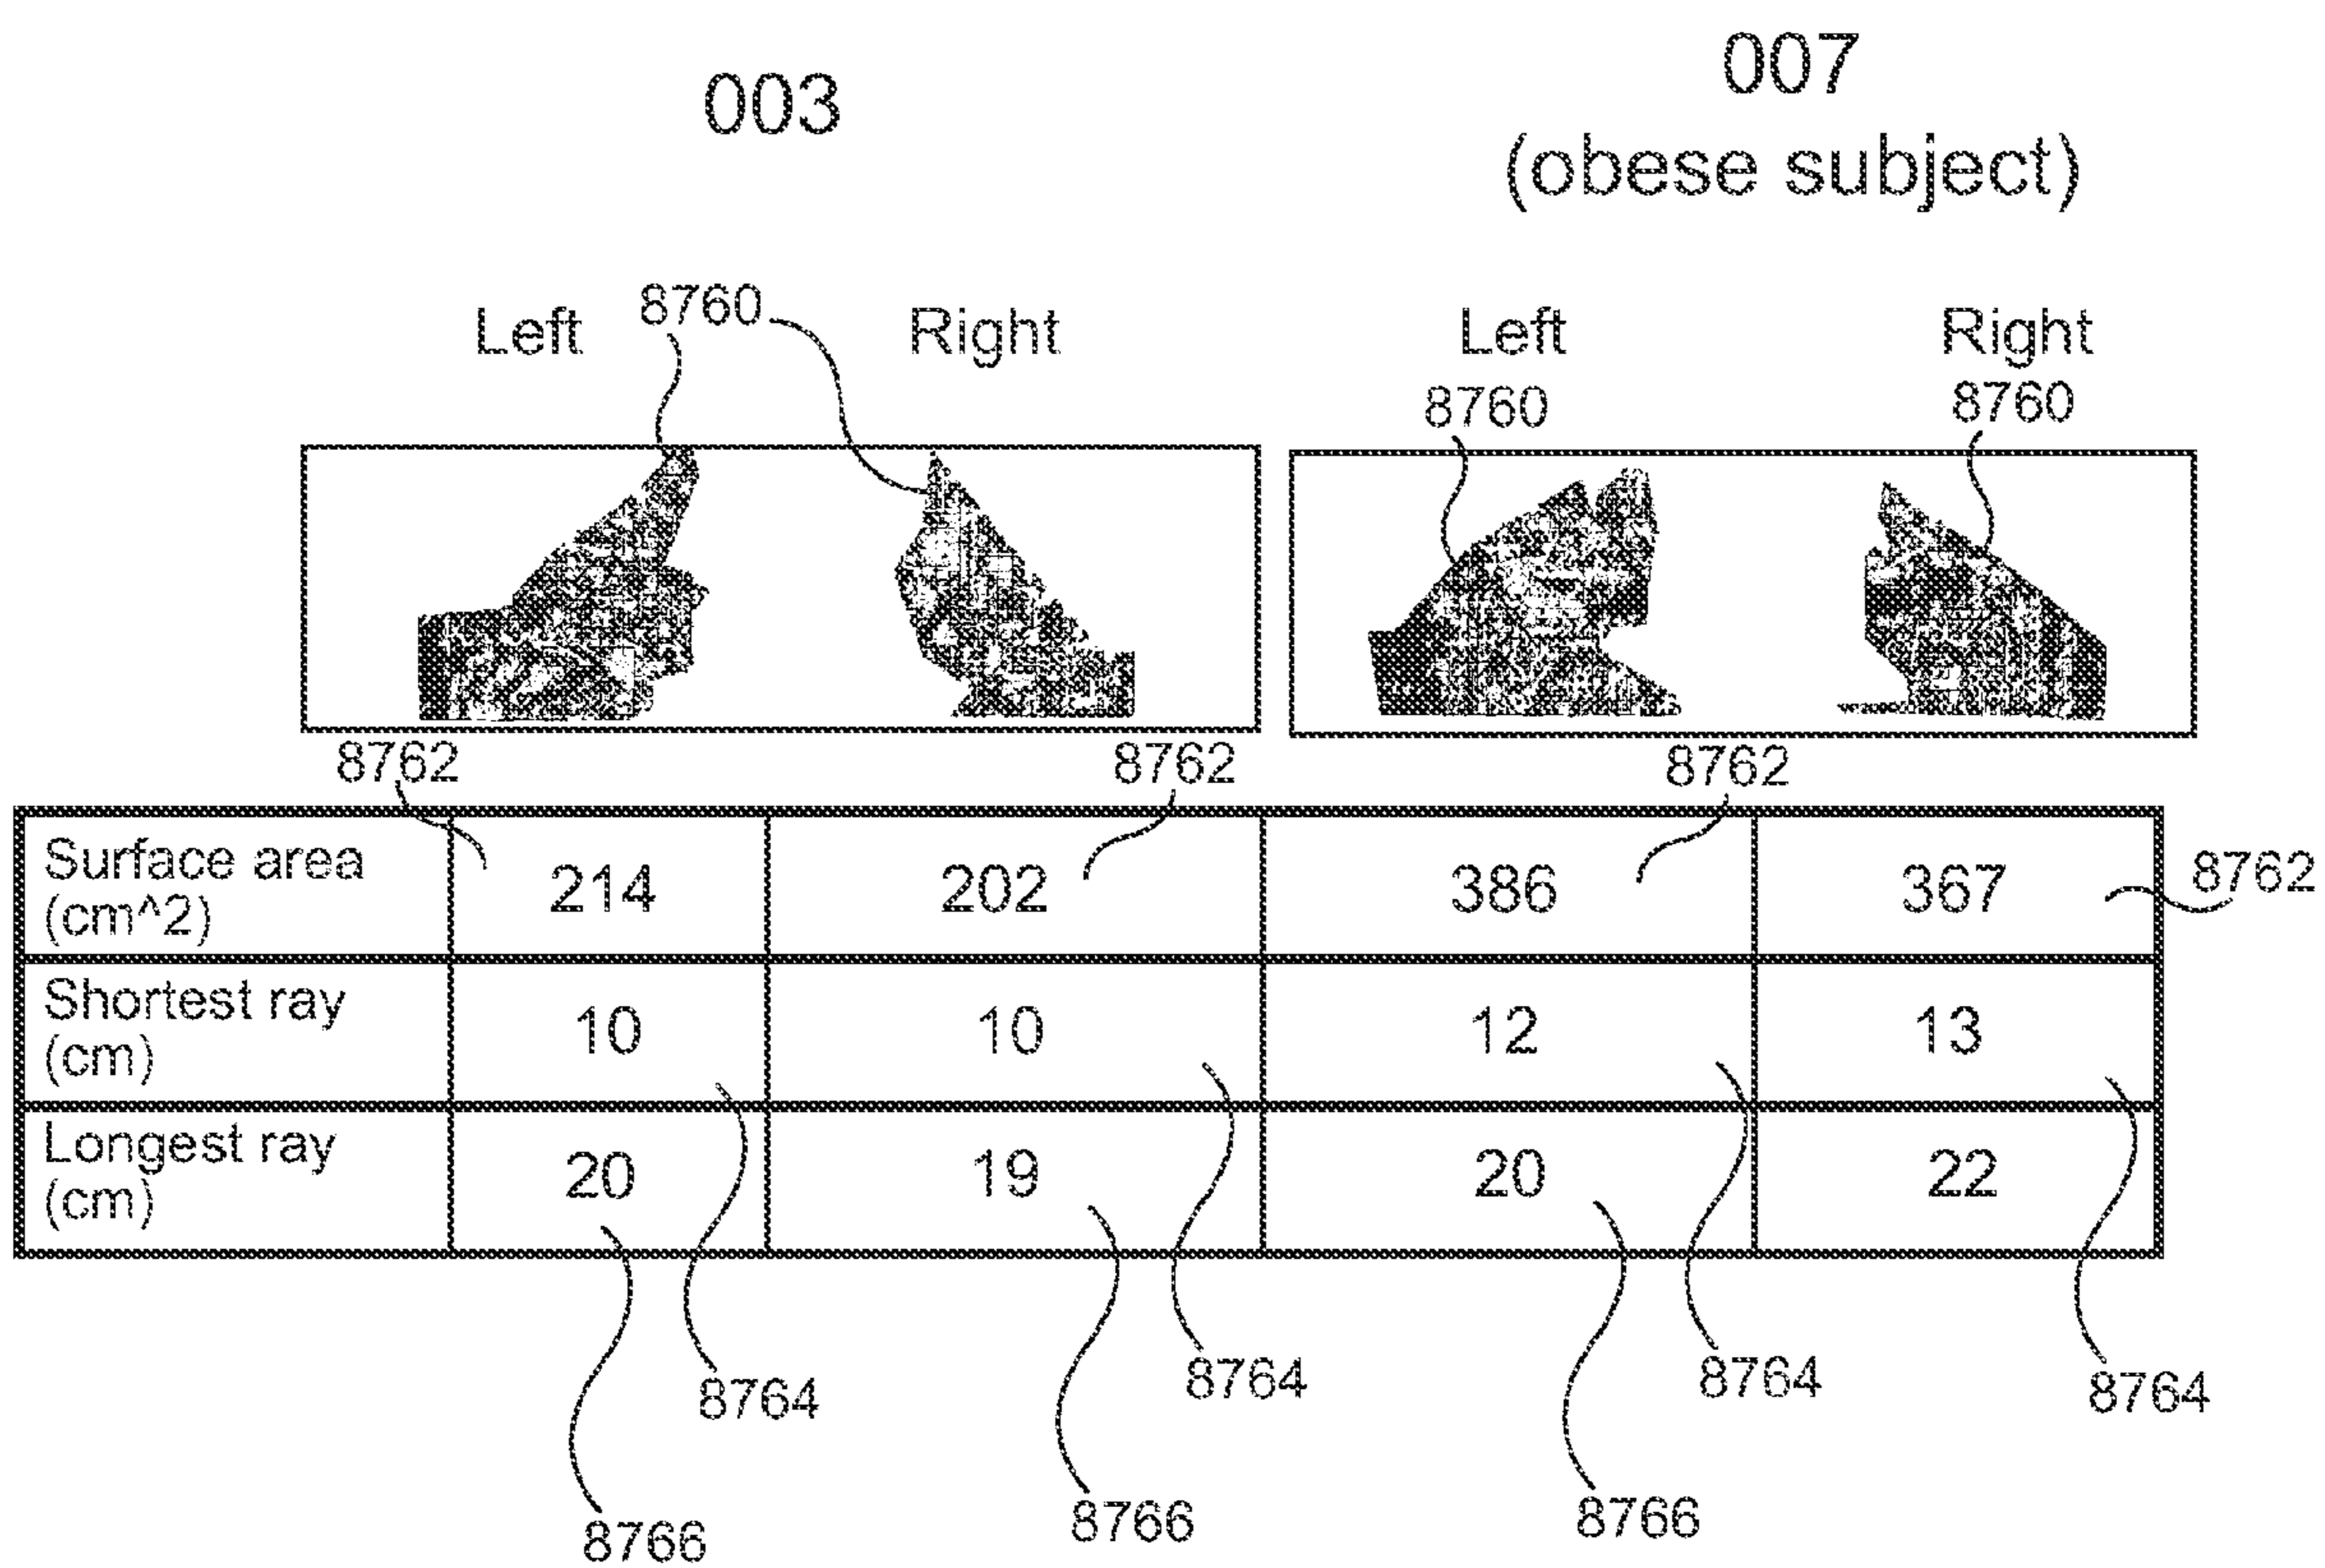 003
007
(obese subject)
Left
8760
Right
Left
Right
8760
8760
8762
8762
8762
Surface area
(cm^2)
214
202
386
367
8762
Shortest ray
(cm)
10
10
12
13
Longest ray
(cm)
20
19
20
22
8764
8764
8764
8764
8766
8766
8766